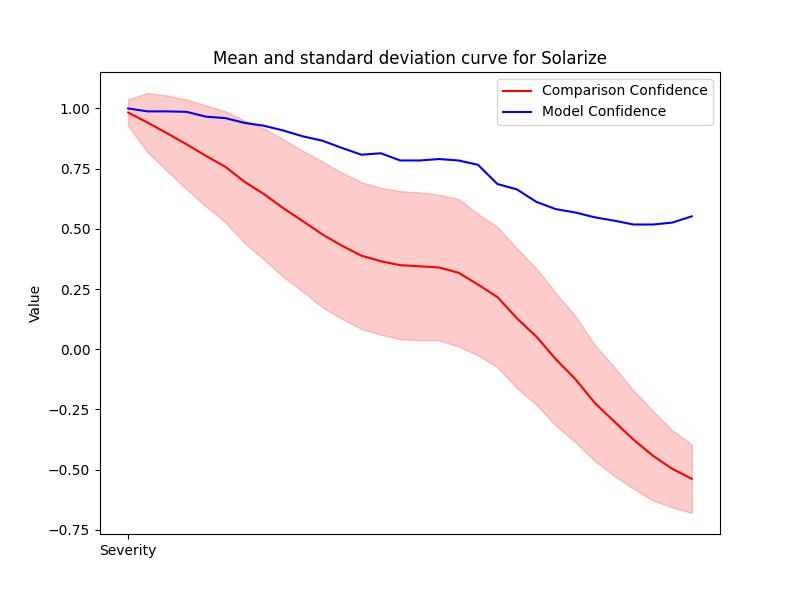 Mean and standard deviation curve for Solarize
Comparison Confidence
Model Confidence
1.00
0.75
0.50
0.25
0.00
−0.25
−0.50
−0.75
Value
Severity